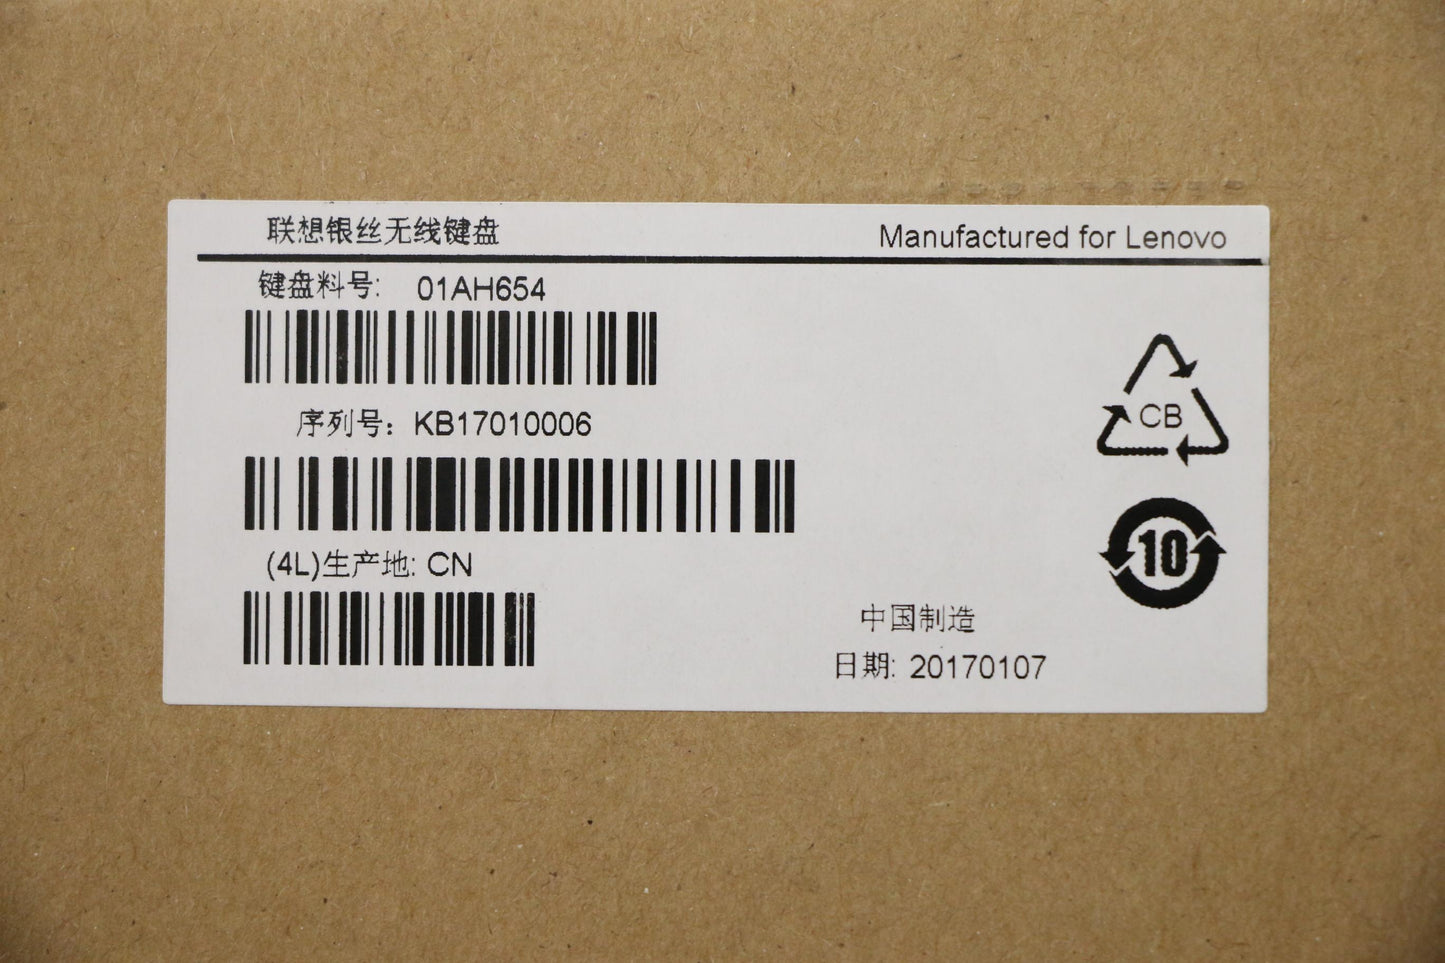 联想银丝无线键盘
Manufactured for Lenovo
键盘料号: 01AH654
序列号: KB17010006
(4L)生产地: CN
CB
10
中国制造
日期: 20170107